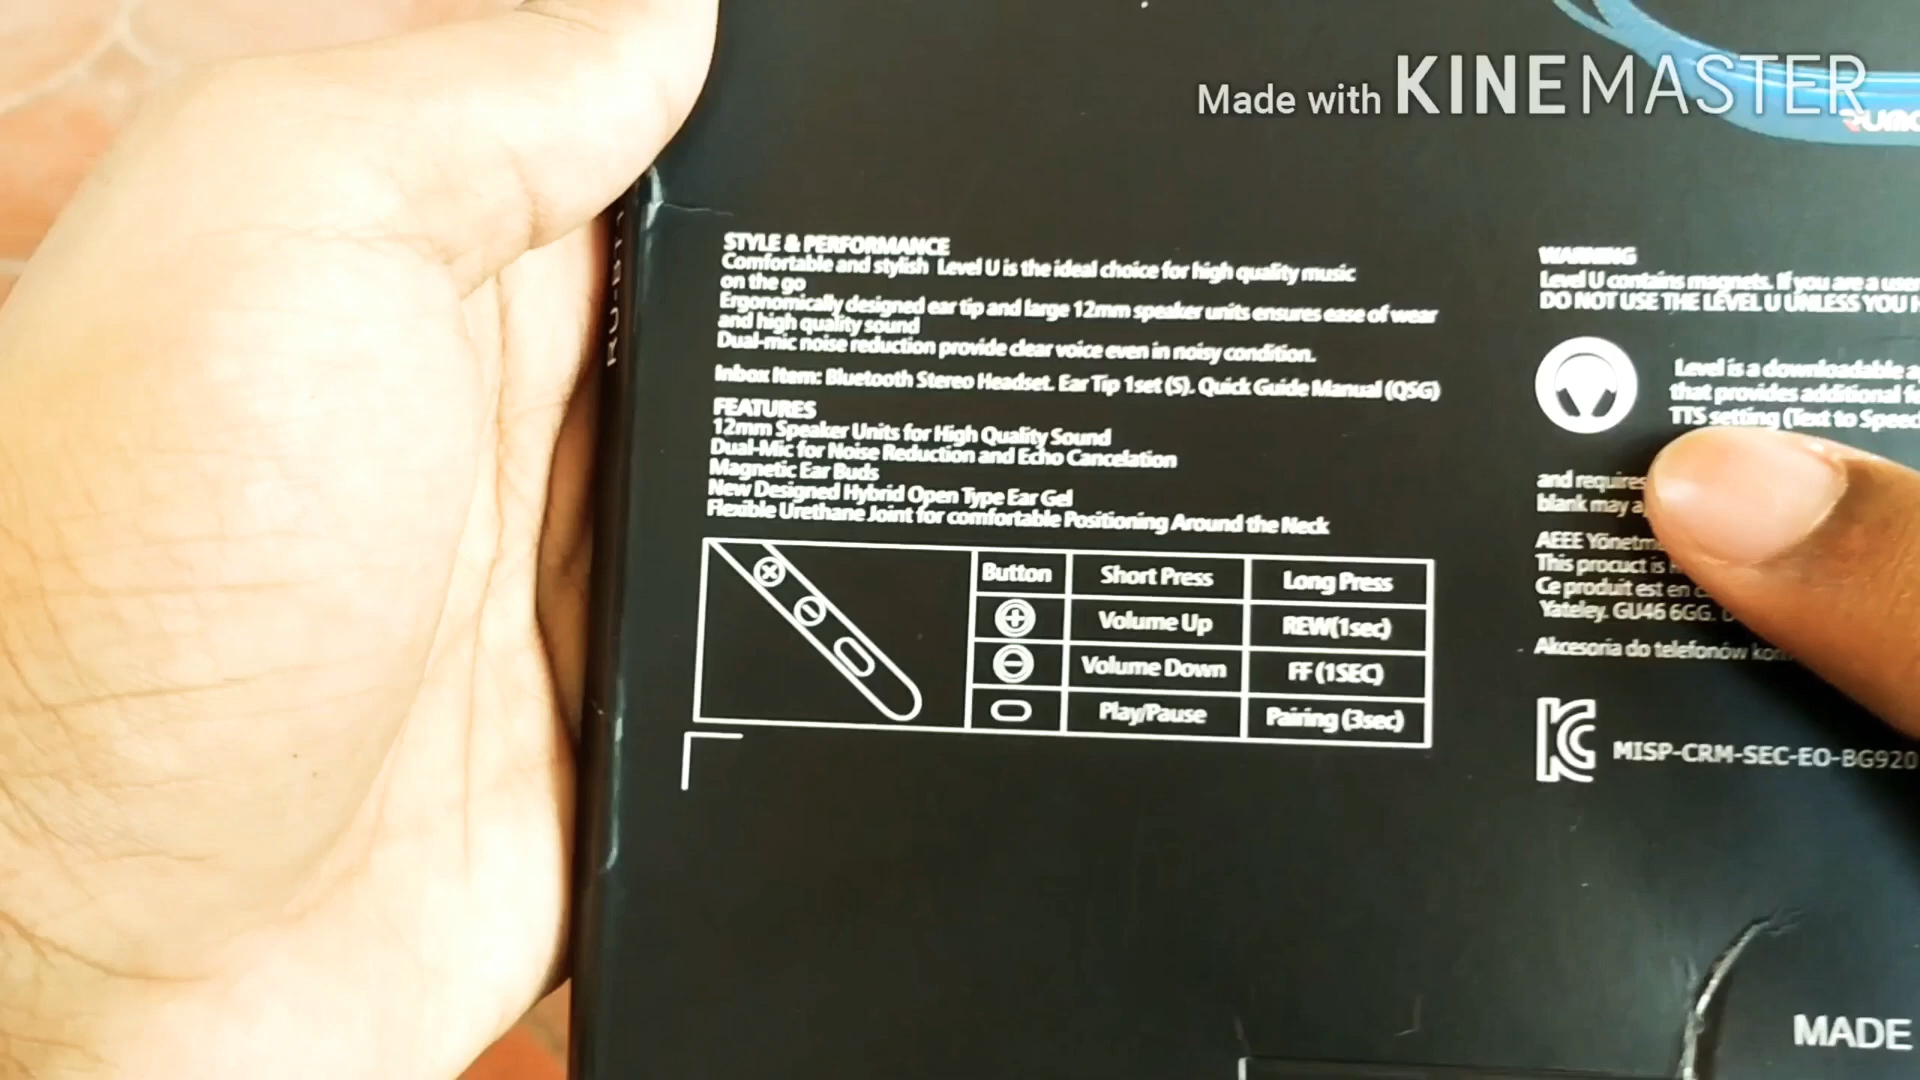 Made with KINEMASTER
STYLE & PERFORMANCE
Comfortable and stylish Level U is the ideal choice for high quality music
on the go
Ergonomically designed ear tip and large 12mm speaker units ensures ease of wear
and high quality sound
Dual-mic noise reduction provide clear voice even in noisy condition.
Inbox Item: Bluetooth Stereo Headset. Ear Tip 1set (S). Quick Guide Manual (QSG)
FEATURES
12mm Speaker Units for High Quality Sound
Dual-Mic for Noise Reduction and Echo Cancelation
Magnetic Ear Buds
New Designed Hybrid Open Type Ear Gel
Flexible Urethane Joint for comfortable Positioning Around the Neck
Button Short Press Long Press
Volume Up REW(1sec)
Volume Down FF (1SEC)
Play/Pause Pairing (3sec)
WARNING
Level U contains magnets. If you are a user
DO NOT USE THE LEVEL U UNLESS YOU
Level is a downloadable
that provides additional
TTS setting (Text to Speech
and requires
blank may
AEEE
This procuct is
Ce produit est en
Yateley. GU46 6GG.
Akcesoria do telefonów
MISP-CRM-SEC-EO-BG920
MADE